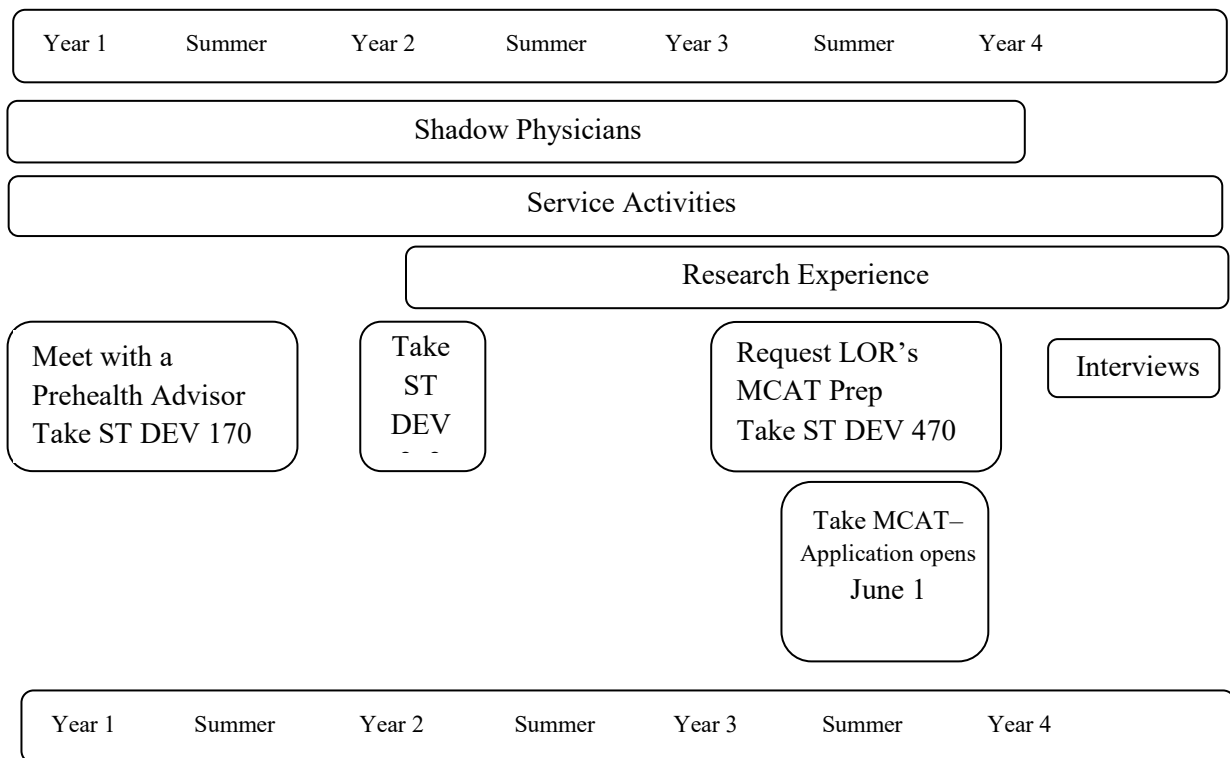 Year 1 Summer Year 2 Summer Year 3 Summer Year 4
Shadow Physicians
Service Activities
Research Experience
Meet with a
Prehealth Advisor
Take ST DEV 170
Take
ST
DEV
Request LOR’s
MCAT Prep
Take ST DEV 470
Interviews
Take MCAT–
Application opens
June 1
Year 1 Summer Year 2 Summer Year 3 Summer Year 4